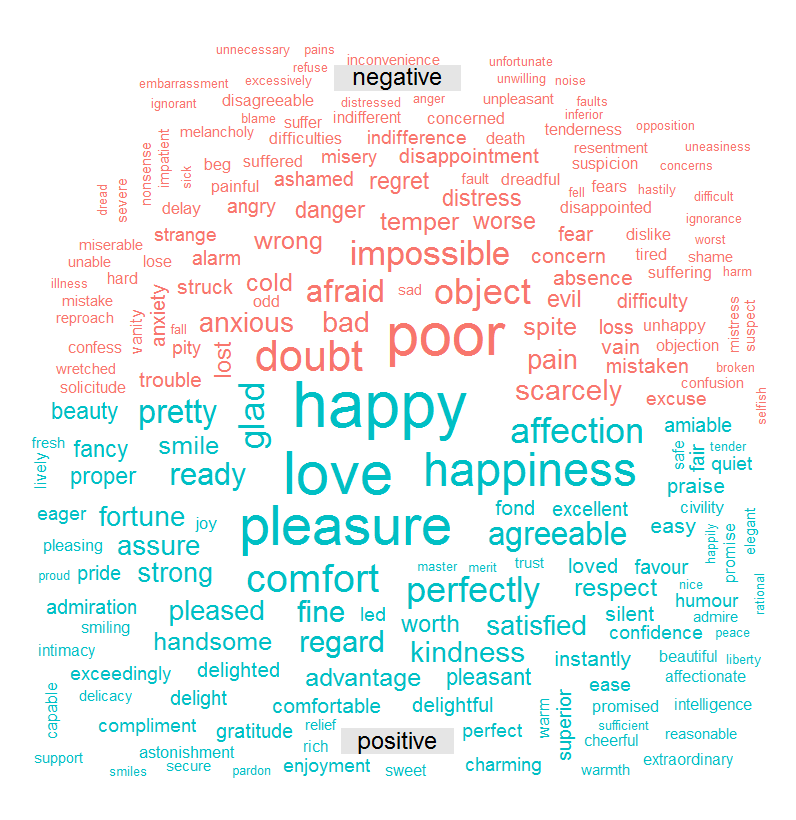 unnecessary pains
inconvenience
refuse unfortunate
negative
embarrassment excessively unwilling noise
ignorant disagreeable distressed anger unpleasant faults
blame suffer indifferent concerned inferior
melancholy difficulties indifference death tenderness opposition
nonsense impatient beg suffered misery disappointment resentment uneasiness
sick painful ashamed regret fault dreadful suspicion concerns
dread severe delay angry danger distress fell fears hastily difficult
strange wrong temper worse disappointed ignorance
miserable unable lose alarm impossible concern fear dislike worst
illness hard struck cold afraid sad object absence tired shame
mistake anxiety odd evil suffering harm
reproach vanity fall anxious bad poor spite loss difficulty unhappy mistress suspect
confess pity lost doubt pain vain objection
wretched trouble mistaken broken
solicitude scarcely excuse confusion selfish
beauty pretty glad happy affection amiable
fresh lively fancy smile love happiness safe fair tender
proper ready quiet
praise
eager fortune joy pleasure fond excellent easy civility
pleasing assure agreeable happily promise elegant
proud pride strong comfort master merit trust loved favour
perfectly respect nice rational
admiration pleased fine led worth satisfied silent humour admire
smiling handsome regard confidence peace
intimacy delighted kindness instantly beautiful liberty
exceedingly advantage pleasant affectionate
capable delicacy delight comfortable delightful warm superior ease promised intelligence
compliment gratitude relief perfect sufficient reasonable
positive
support astonishment rich cheerful extraordinary
smiles secure pardon enjoyment sweet charming warmth